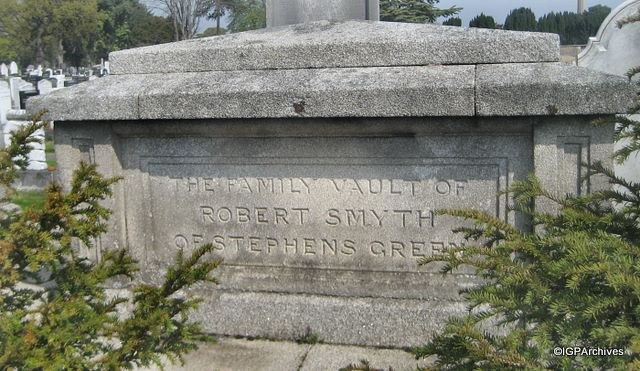 THE FAMILY VAULT OF
ROBERT SMYTH
OF STEPHENS GREEN
©IGPArchives